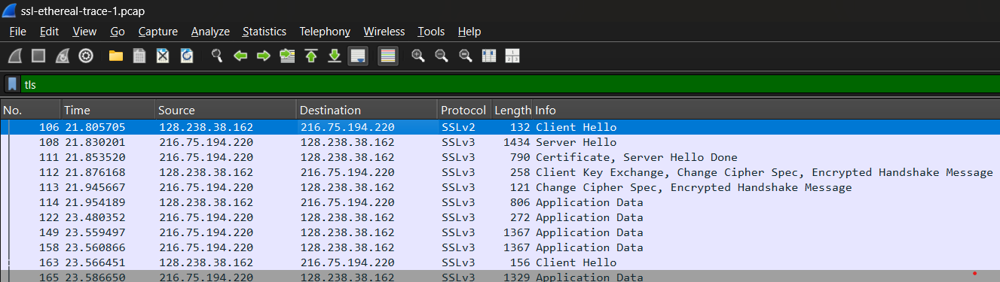 ssl-ethereal-trace-1.pcap
File Edit View Go Capture Analyze Statistics Telephony Wireless Tools Help
tls
No. Time Source Destination Protocol Length Info
106 21.805705 128.238.38.162 216.75.194.220 SSLv2 132 Client Hello
108 21.830201 216.75.194.220 128.238.38.162 SSLv3 1434 Server Hello
111 21.853520 216.75.194.220 128.238.38.162 SSLv3 790 Certificate, Server Hello Done
112 21.876168 128.238.38.162 216.75.194.220 SSLv3 258 Client Key Exchange, Change Cipher Spec, Encrypted Handshake Message
113 21.945667 216.75.194.220 128.238.38.162 SSLv3 121 Change Cipher Spec, Encrypted Handshake Message
114 21.954189 128.238.38.162 216.75.194.220 SSLv3 806 Application Data
122 23.480352 216.75.194.220 128.238.38.162 SSLv3 272 Application Data
149 23.559497 216.75.194.220 128.238.38.162 SSLv3 1367 Application Data
158 23.560866 216.75.194.220 128.238.38.162 SSLv3 1367 Application Data
163 23.566451 128.238.38.162 216.75.194.220 SSLv3 156 Client Hello
165 23.586650 216.75.194.220 128.238.38.162 SSLv3 1329 Application Data